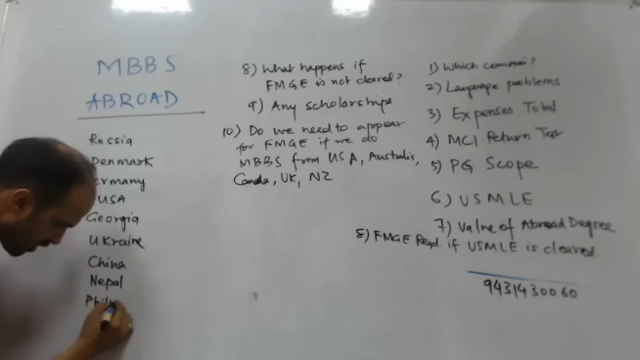 MBBS
ABROAD
Russia
Denmark
ermany
USA
Georgia
Ukraine
China
Nepal
Phil
8) What happens if
FMGE is not cleared?
9) Any scholarships
10) Do we need to appear
for FMGE if we do
MBBS from USA, Australia,
Canada, UK, NZ
1) Which countries?
2) Language problems
3) Expenses Total
4) MCI Return Test
5) PG Scope
6) USMLE
7) Value of Abroad Degree
8) FMGE Reqd. if USMLE is cleared
9431430060